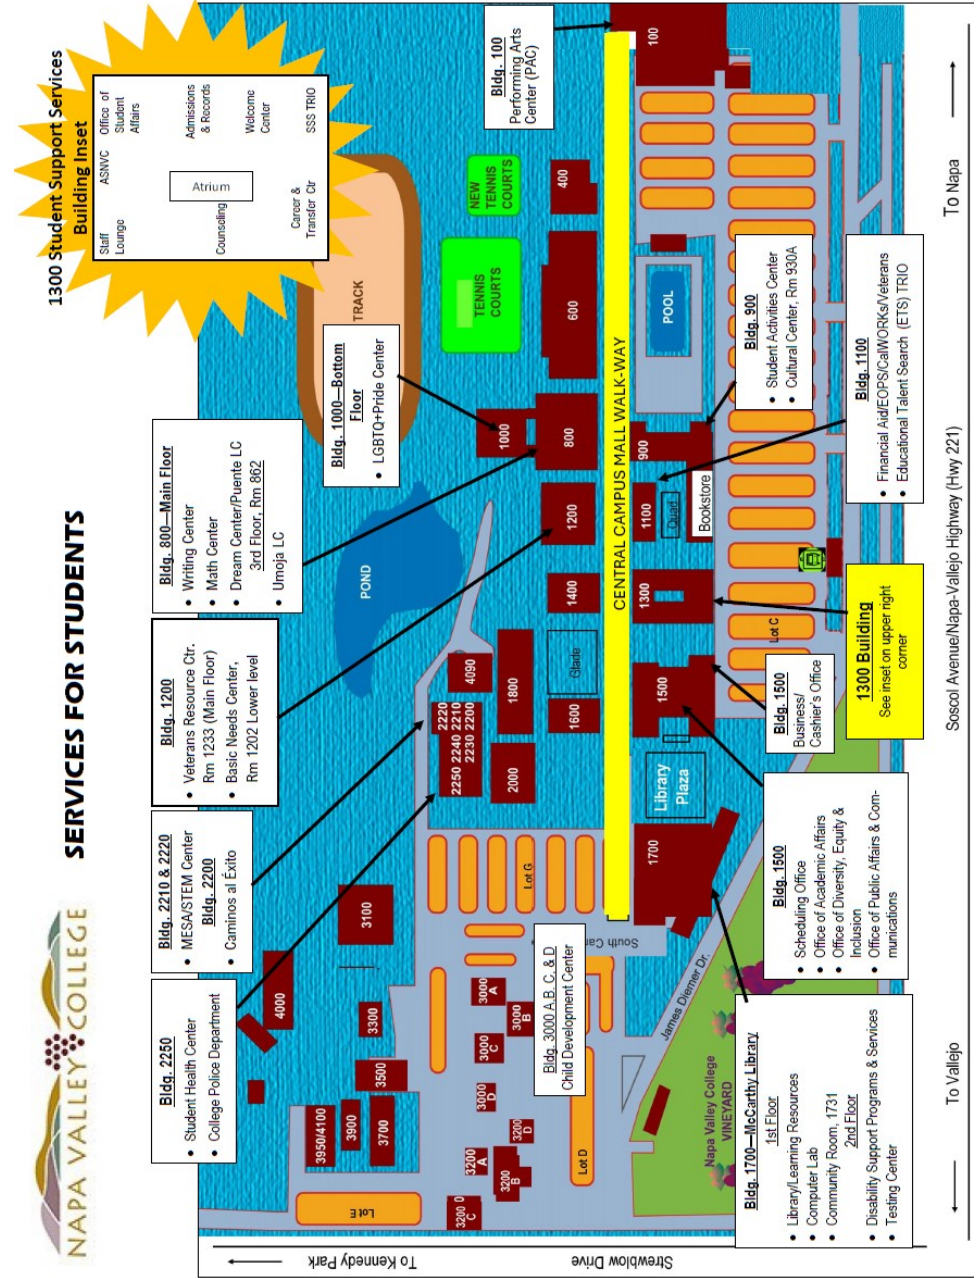 NAPA VALLEY COLLEGE
SERVICES FOR STUDENTS
1300 Student Support Services
Building Inset
Staff
Lounge
ASNVC
Office of
Student
Affairs
Atrium
Counseling
Admissions
& Records
Welcome
Center
Career &
Transfer Ctr
SSS TRIO
Bldg. 2250
• Student Health Center
• College Police Department
Bldg. 2210 & 2220
• MESA/STEM Center
Bldg. 2200
• Caminos al Éxito
Bldg. 1200
• Veterans Resource Ctr.
Rm 1233 (Main Floor)
• Basic Needs Center,
Rm 1202 Lower level
Bldg. 800—Main Floor
• Writing Center
• Math Center
• Dream Center/Puente LC
3rd Floor, Rm 862
• Umoja LC
Bldg. 1000—Bottom
Floor
• LGBTQ+Pride Center
Bldg. 100
Performing Arts
Center (PAC)
TRACK
POND
TENNIS
COURTS
NEW
TENNIS
COURTS
4000
3100
3300
3500
3950/4100
3900
3700
Lot E
2220
2250 2240 2210
2230 2200
4090
2000
1800
1600
Glade
1400
1200
1000
800
600
400
100
3000
A
3000
B
3000
C
3000
D
3200
A
3200
B
3200
C
3200
D
Lot G
Lot D
Bldg. 3000 A,B, C, & D
Child Development Center
CENTRAL CAMPUS MALL WALK-WAY
1700
Library
Plaza
1500
1300
1100
Quad
900
Bookstore
POOL
Lot C
James Diemer Dr.
Napa Valley College
VINEYARD
Bldg. 1700—McCarthy Library
1st Floor
• Library/Learning Resources
• Computer Lab
• Community Room, 1731
2nd Floor
• Disability Support Programs & Services
• Testing Center
Bldg. 1500
• Scheduling Office
• Office of Academic Affairs
• Office of Diversity, Equity &
Inclusion
• Office of Public Affairs & Com-
munications
Bldg. 1500
Business/
Cashier's Office
1300 Building
See inset on upper right
corner
Bldg. 900
• Student Activities Center
• Cultural Center, Rm 930A
Bldg. 1100
• Financial Aid/EOPS/CalWORKs/Veterans
• Educational Talent Search (ETS) TRIO
To Kennedy Park
Strewblow Drive
To Vallejo
Soscol Avenue/Napa-Vallejo Highway (Hwy 221)
To Napa